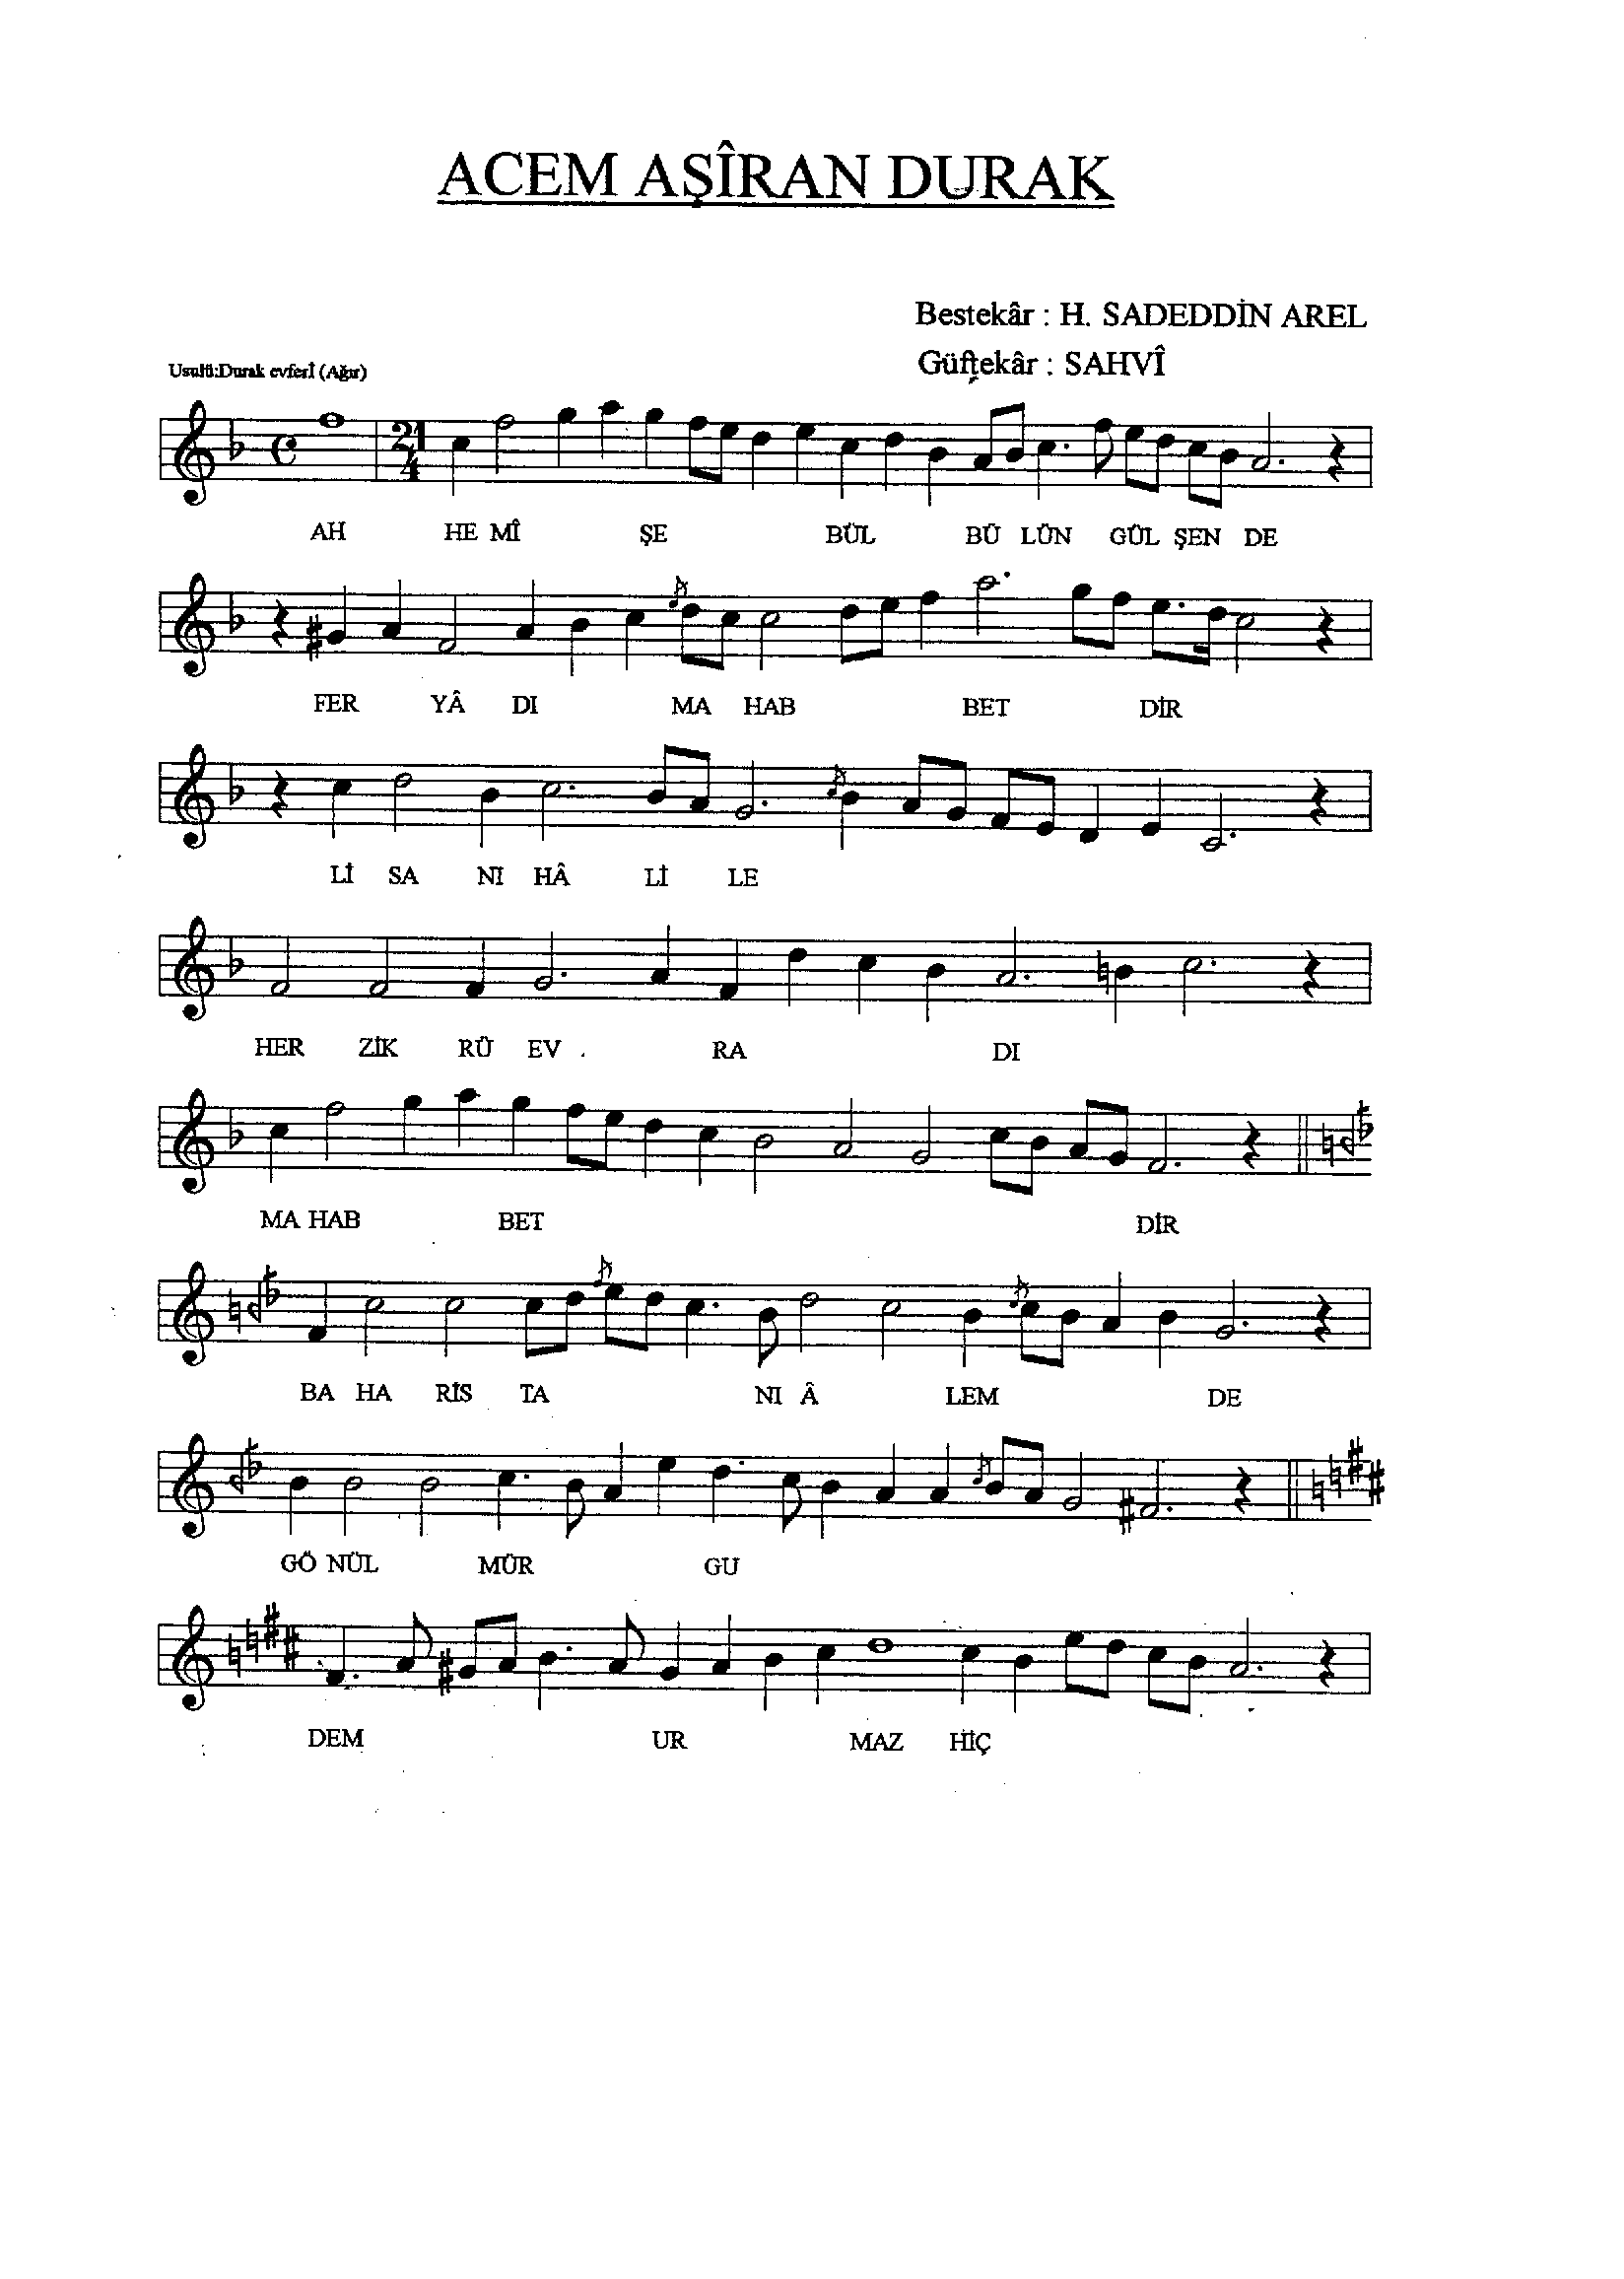 ACEM AŞÎRAN DURAK
Bestekâr : H. SADEDDİN AREL
Güftekâr : SAHVÎ
Usulü:Durak evferî (Ağır)
21
4
AH HE MÎ ŞE BÜL BÜ LÜN GÜL ŞEN DE
FER YÂ DI MA HAB BET DİR
Lİ SA NI HÂ Lİ LE
HER ZİK RÜ EV RA DI
MA HAB BET DİR
BA HA RİS TA NI Â LEM DE
GÖ NÜL MÜR GU
DEM UR MAZ HİÇ